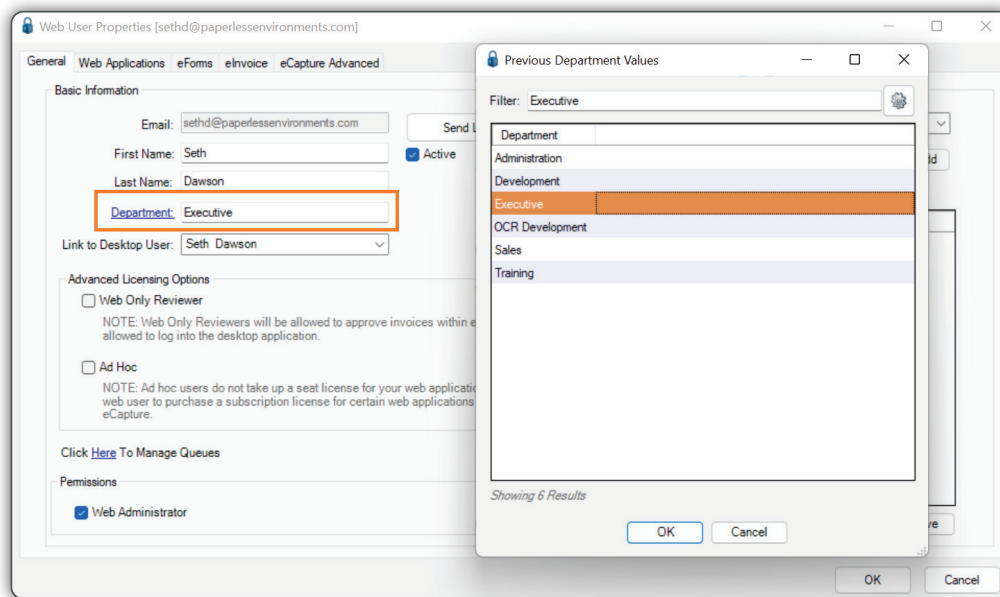 Web User Properties [sethd@paperlessenvironments.com]
General Web Applications eForms eInvoice eCapture Advanced
Basic Information
Email: sethd@paperlessenvironments.com
Send
First Name: Seth
Active
Last Name: Dawson
Department: Executive
Link to Desktop User: Seth Dawson
Advanced Licensing Options
Web Only Reviewer
NOTE: Web Only Reviewers will be allowed to approve invoices within
allowed to log into the desktop application.
Ad Hoc
NOTE: Ad hoc users do not take up a seat license for your web
web user to purchase a subscription license for certain web applications
eCapture.
Click Here To Manage Queues
Permissions
Web Administrator
OK Cancel
Previous Department Values
Filter: Executive
Department
Administration
Development
Executive
OCR Development
Sales
Training
Showing 6 Results
OK Cancel